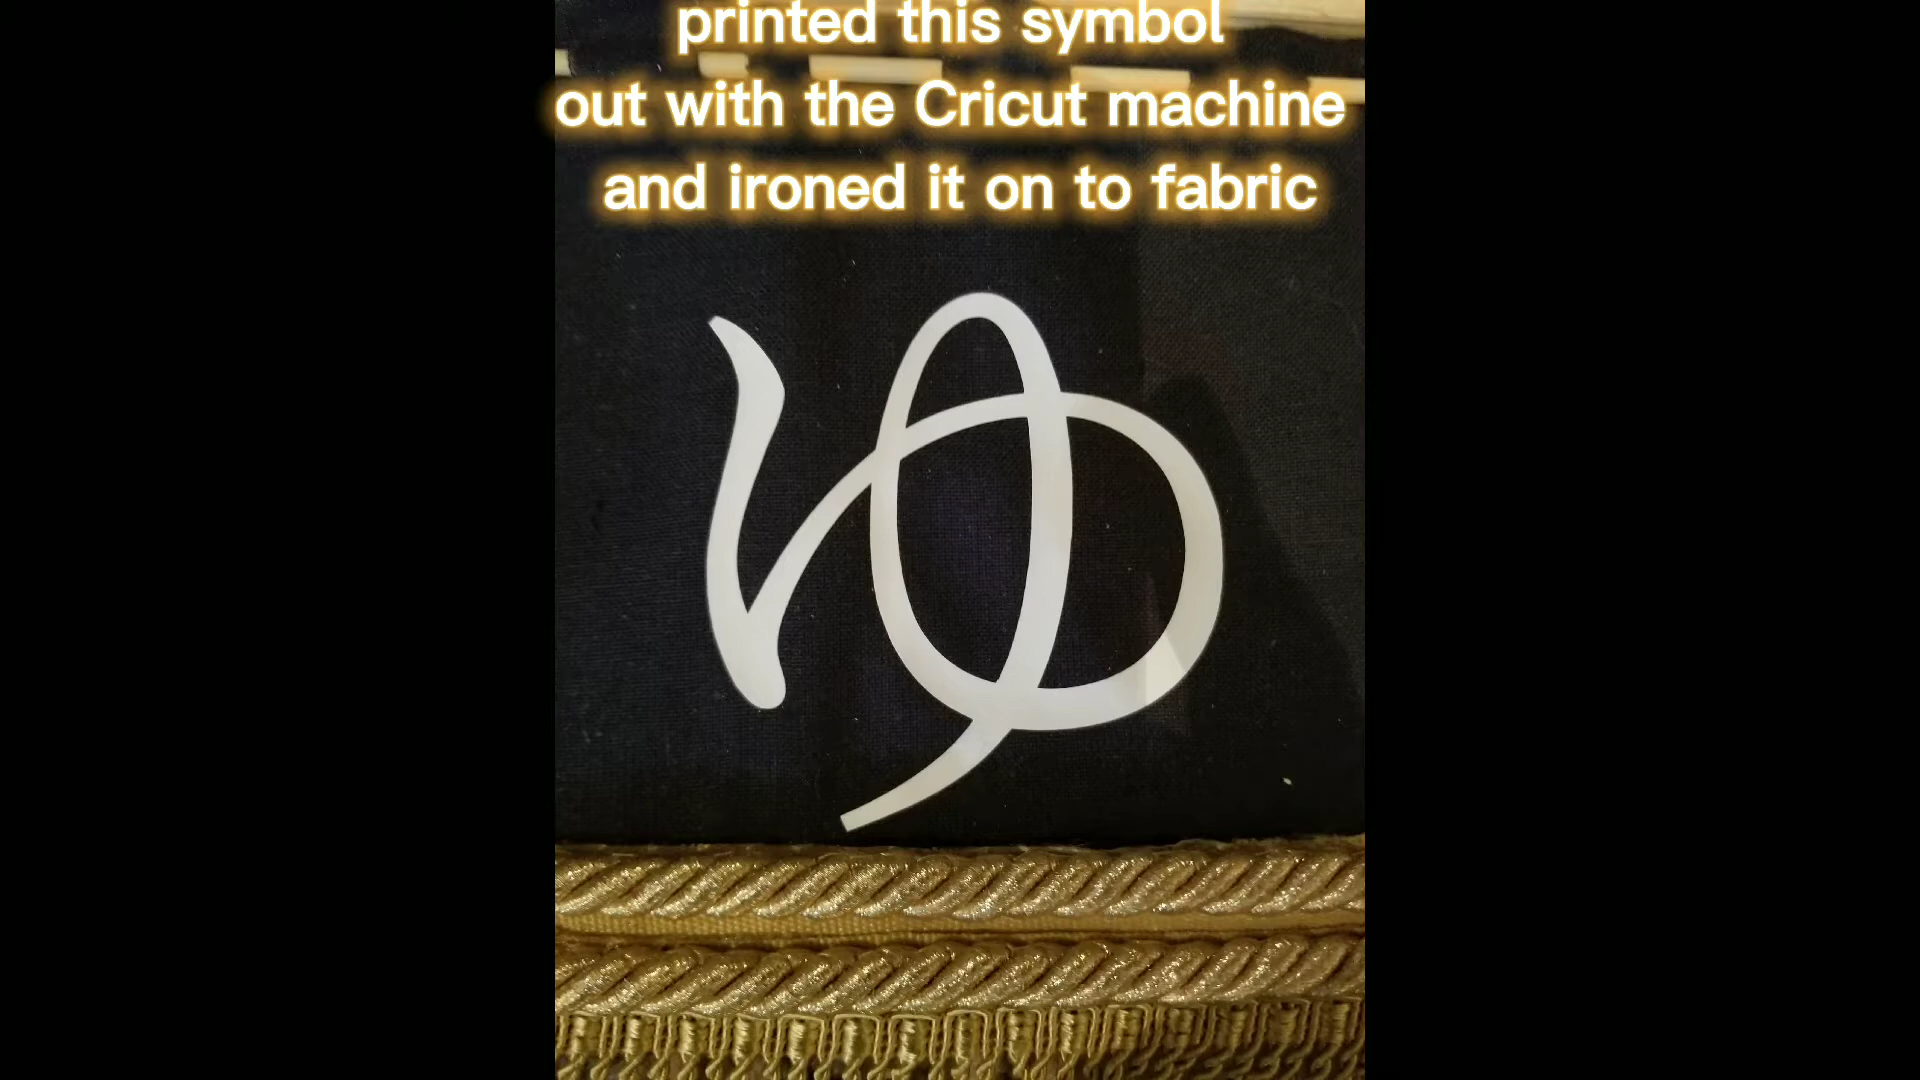 printed this symbol
out with the Cricut machine
and ironed it on to fabric
ゆ